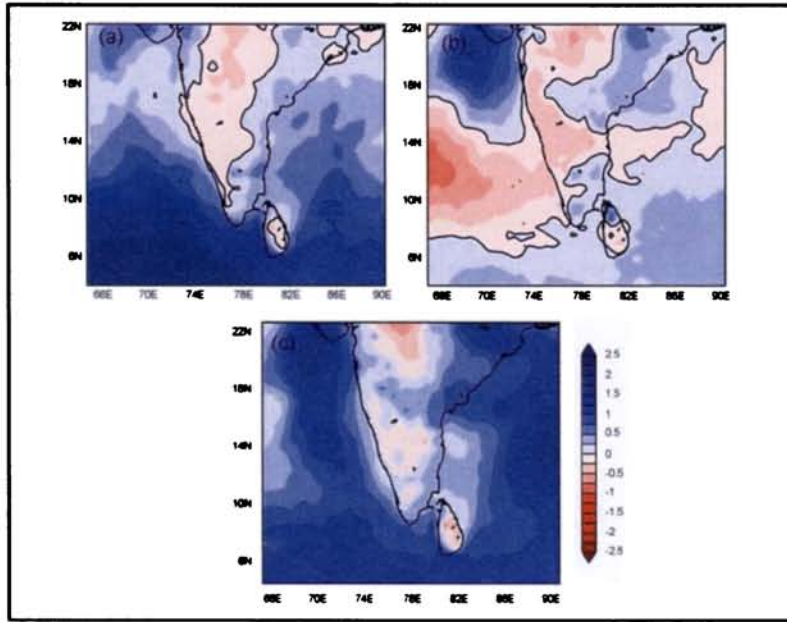 (a)
22N
18N
14N
10N
6N
66E 70E 74E 78E 82E 86E 90E
(b)
22N
18N
14N
10N
6N
66E 70E 74E 78E 82E 86E 90E
(c)
22N
18N
14N
10N
6N
66E 70E 74E 78E 82E 86E 90E
2.5
2
1.5
1
0.5
0
-0.5
-1
-1.5
-2
-2.5